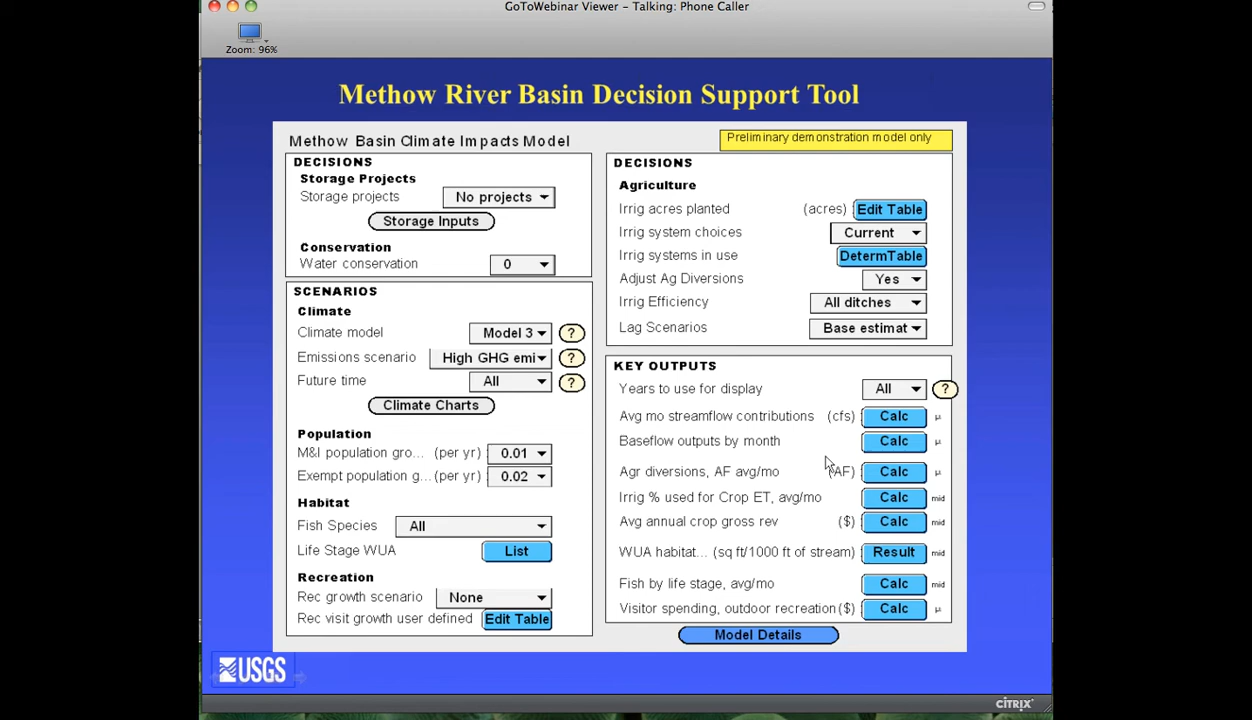 GoToWebinar Viewer - Talking: Phone Caller
Zoom: 96%
Methow River Basin Decision Support Tool
Methow Basin Climate Impacts Model
Preliminary demonstration model only
DECISIONS
Storage Projects
Storage projects No projects
Storage Inputs
Conservation
Water conservation 0
SCENARIOS
Climate
Climate model Model 3 ?
Emissions scenario High GHG emi ?
Future time All ?
Climate Charts
Population
M&I population gro... (per yr) 0.01
Exempt population g... (per yr) 0.02
Habitat
Fish Species All
Life Stage WUA List
Recreation
Rec growth scenario None
Rec visit growth user defined Edit Table
DECISIONS
Agriculture
Irrig acres planted (acres) Edit Table
Irrig system choices Current
Irrig systems in use DetermTable
Adjust Ag Diversions Yes
Irrig Efficiency All ditches
Lag Scenarios Base estimat
KEY OUTPUTS
Years to use for display All ?
Avg mo streamflow contributions (cfs) Calc μ
Baseflow outputs by month Calc μ
Agr diversions, AF avg/mo (AF) Calc μ
Irrig % used for Crop ET, avg/mo Calc mid
Avg annual crop gross rev ($) Calc mid
WUA habitat... (sq ft/1000 ft of stream) Result mid
Fish by life stage, avg/mo Calc mid
Visitor spending, outdoor recreation ($) Calc μ
Model Details
USGS
CITRIX